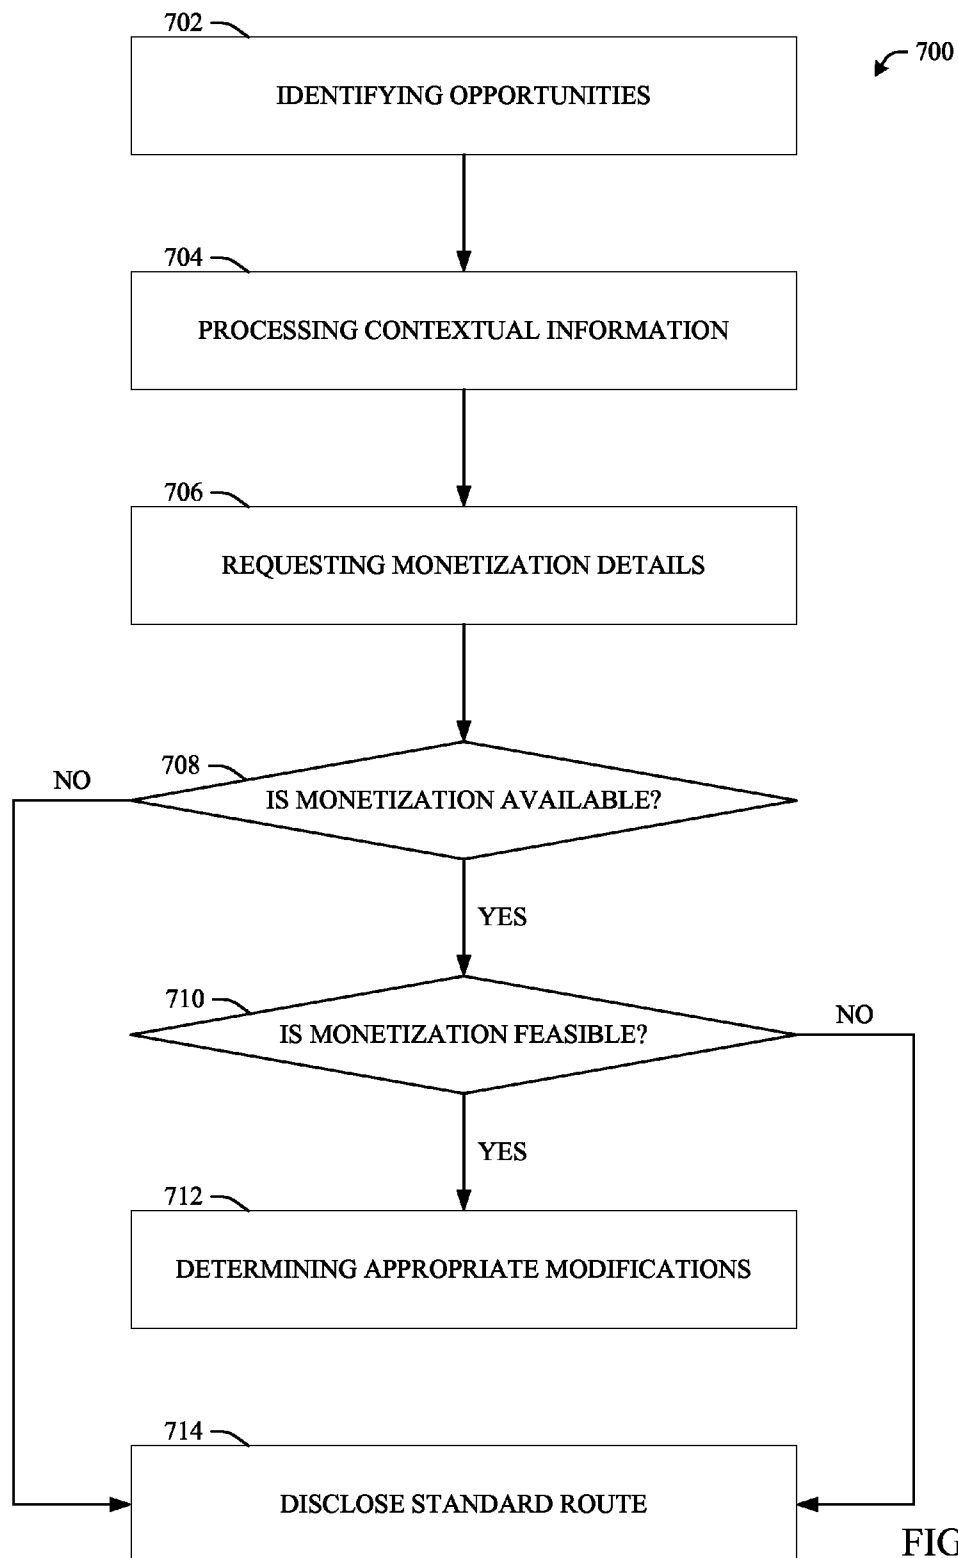 702
700
IDENTIFYING OPPORTUNITIES
704
PROCESSING CONTEXTUAL INFORMATION
706
REQUESTING MONETIZATION DETAILS
708
NO
IS MONETIZATION AVAILABLE?
YES
710
NO
IS MONETIZATION FEASIBLE?
YES
712
DETERMINING APPROPRIATE MODIFICATIONS
714
DISCLOSE STANDARD ROUTE
FIG